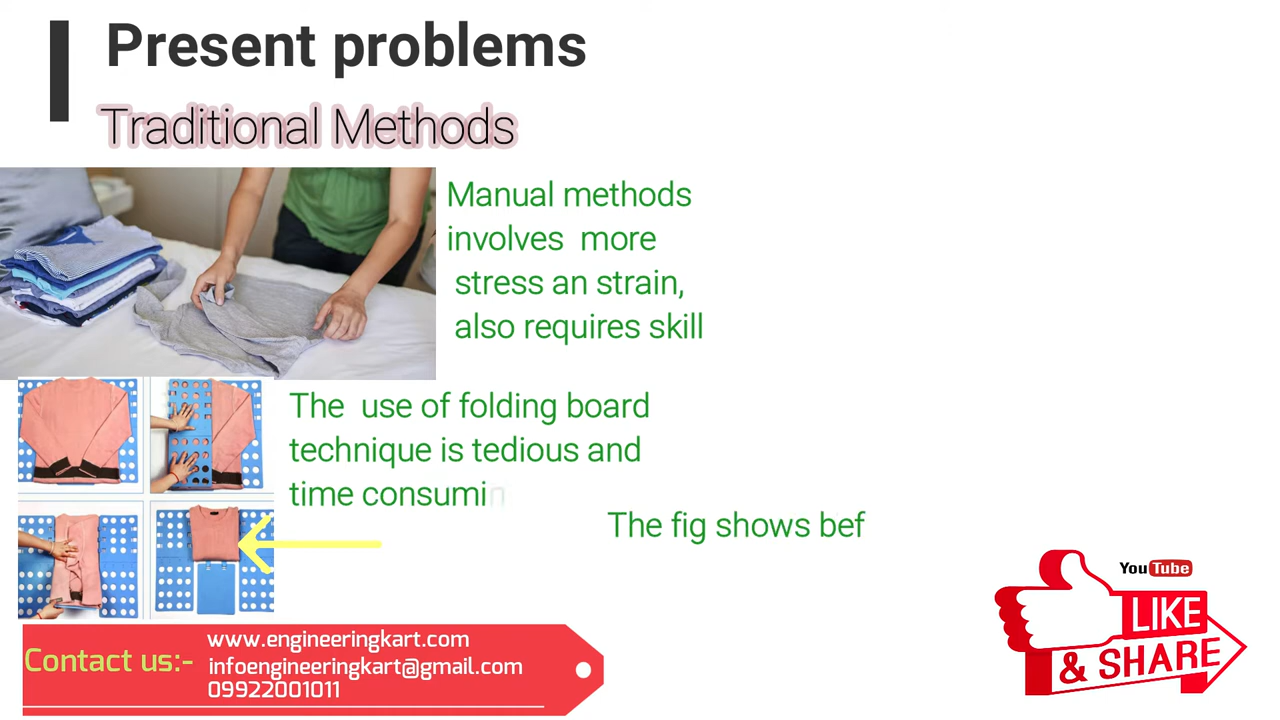 Present problems
Traditional Methods
Manual methods
involves more
stress an strain,
also requires skill
The use of folding board
technique is tedious and
time consumin
The fig shows bef
Contact us:-
www.engineeringkart.com
infoengineeringkart@gmail.com
09922001011
YouTube
LIKE
& SHARE